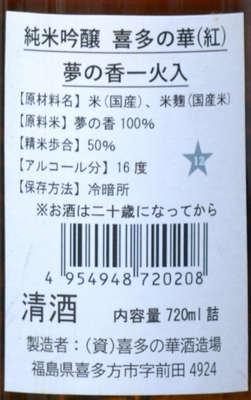 純米吟醸 喜多の華(紅)
夢の香一火入
【原材料名】米(国産)、米麹(国産米)
【原料米】夢の香100%
【精米歩合】50%
【アルコール分】16度
12
【保存方法】冷暗所
※お酒は二十歳になってから
4 954948 720208
清酒 内容量 720ml 詰
製造者:(資)喜多の華酒造場
福島県喜多方市字前田 4924